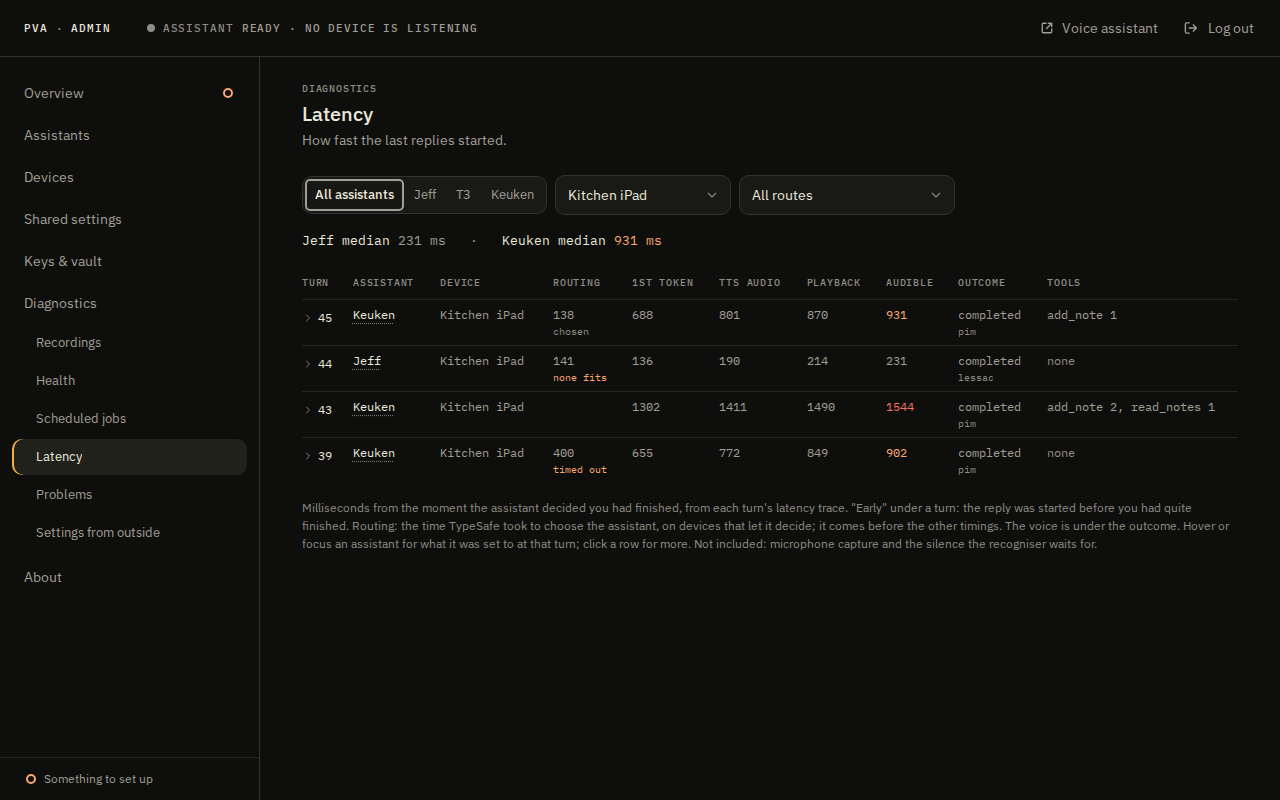 PVA · ADMIN
ASSISTANT READY · NO DEVICE IS LISTENING
Voice assistant
Log out
Overview
Assistants
Devices
Shared settings
Keys & vault
Diagnostics
Recordings
Health
Scheduled jobs
Latency
Problems
Settings from outside
About
Something to set up
DIAGNOSTICS
Latency
How fast the last replies started.
All assistants Jeff T3 Keuken
Kitchen iPad
All routes
Jeff median 231 ms · Keuken median 931 ms
TURN ASSISTANT DEVICE ROUTING 1ST TOKEN TTS AUDIO PLAYBACK AUDIBLE OUTCOME TOOLS
45 Keuken Kitchen iPad 138 688 801 870 931 completed add_note 1
chosen pim
44 Jeff Kitchen iPad 141 136 190 214 231 completed none
none fits lessac
43 Keuken Kitchen iPad 1302 1411 1490 1544 completed add_note 2, read_notes 1
pim
39 Keuken Kitchen iPad 400 655 772 849 902 completed none
timed out pim
Milliseconds from the moment the assistant decided you had finished, from each turn's latency trace. "Early" under a turn: the reply was started before you had quite
finished. Routing: the time TypeSafe took to choose the assistant, on devices that let it decide; it comes before the other timings. The voice is under the outcome. Hover or
focus an assistant for what it was set to at that turn; click a row for more. Not included: microphone capture and the silence the recogniser waits for.